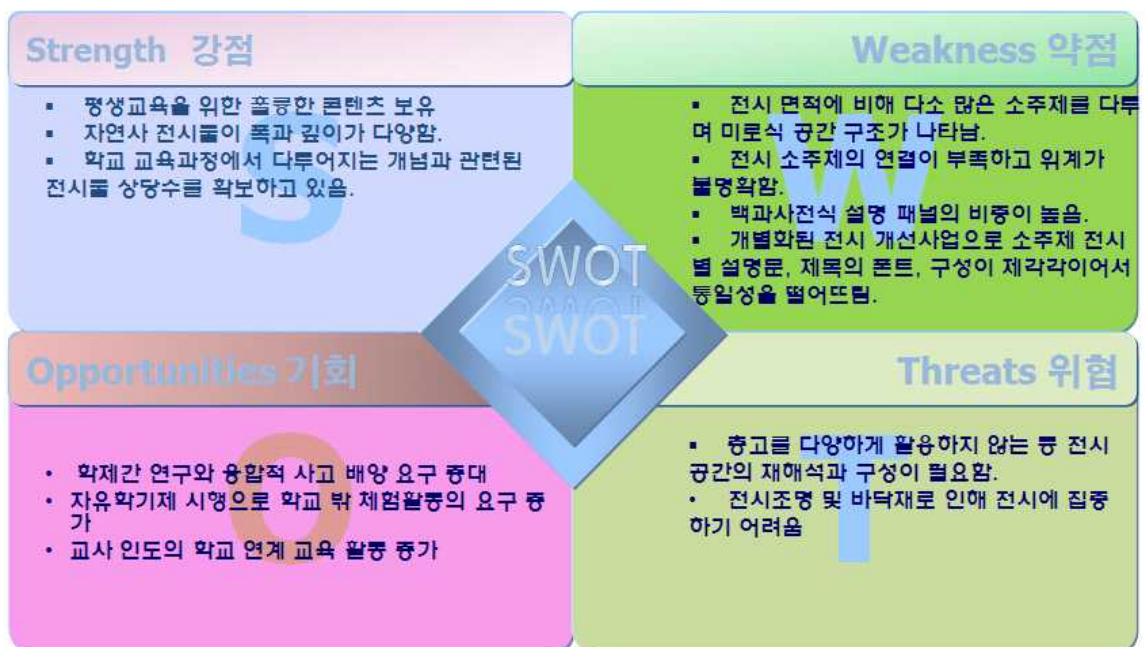 Strength 강점
▪ 평생교육을 위한 훌륭한 콘텐츠 보유
▪ 자연사 전시물이 폭과 깊이가 다양함.
▪ 학교 교육과정에서 다루어지는 개념과 관련된
전시물 상당수를 확보하고 있음.
S
Weakness 약점
▪ 전시 면적에 비해 다소 많은 소주제를 다루
며 미로식 공간 구조가 나타남.
▪ 전시 소주제의 연결이 부족하고 위계가
불명확함.
▪ 백과사전식 설명 패널의 비중이 높음.
▪ 개별화된 전시 개선사업으로 소주제 전시
별 설명문, 제목의 폰트, 구성이 제각각이어서
통일성을 떨어뜨림.
W
SWOT
SWOT
Opportunities 기회
• 학제간 연구와 융합적 사고 배양 요구 증대
• 자유학기제 시행으로 학교 밖 체험활동의 요구 증
가
• 교사 인도의 학교 연계 교육 활동 증가
O
Threats 위협
▪ 층고를 다양하게 활용하지 않는 등 전시
공간의 재해석과 구성이 필요함.
• 전시조명 및 바닥재로 인해 전시에 집중
하기 어려움
T